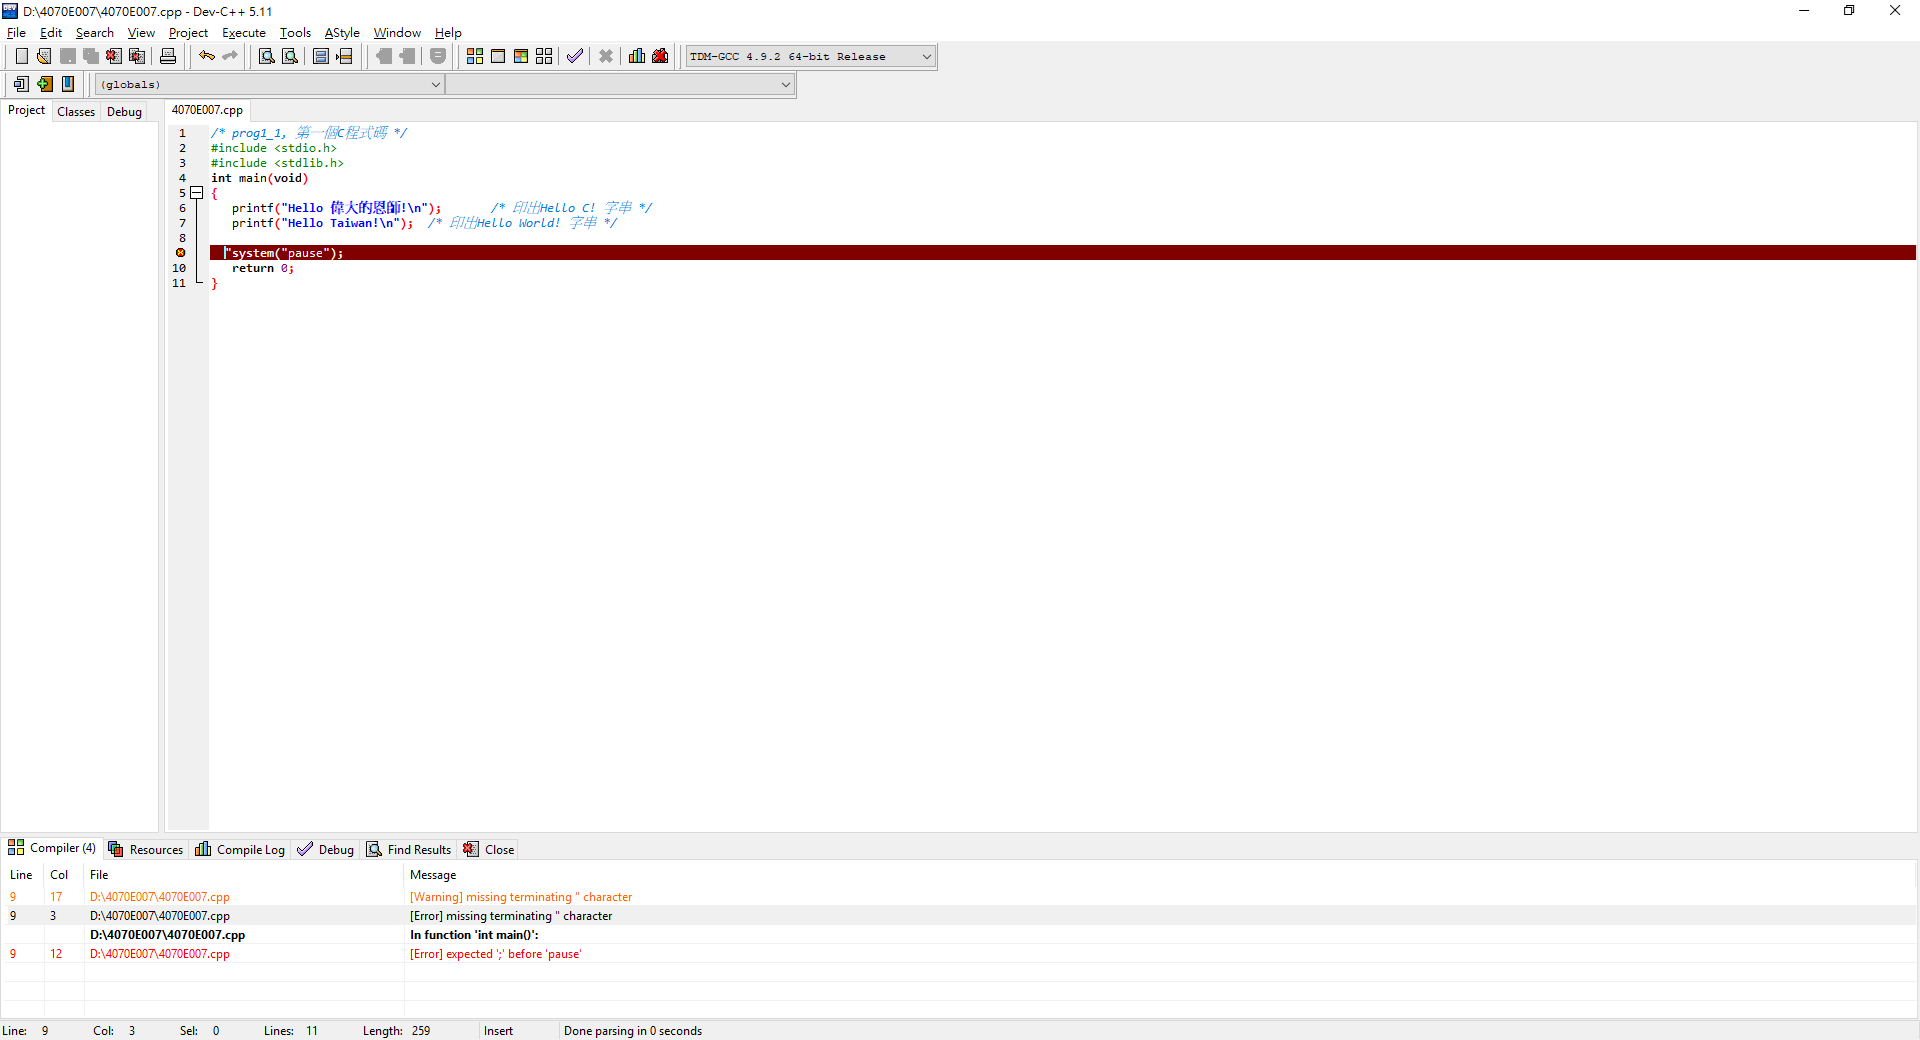 D:\4070E007\4070E007.cpp - Dev-C++ 5.11
File Edit Search View Project Execute Tools AStyle Window Help
TDM-GCC 4.9.2 64-bit Release
(globals)
Project Classes Debug 4070E007.cpp
1 /* prog1_1, 第一個C程式碼 */
2 #include <stdio.h>
3 #include <stdlib.h>
4 int main(void)
5 {
6 printf("Hello 偉大的恩師!\n"); /* 印出Hello C! 字串 */
7 printf("Hello Taiwan!\n"); /* 印出Hello World! 字串 */
8
"system("pause");
10 return 0;
11 }
Compiler (4) Resources Compile Log Debug Find Results Close
Line Col File Message
9 17 D:\4070E007\4070E007.cpp [Warning] missing terminating " character
9 3 D:\4070E007\4070E007.cpp [Error] missing terminating " character
D:\4070E007\4070E007.cpp In function 'int main()':
9 12 D:\4070E007\4070E007.cpp [Error] expected ';' before 'pause'
Line: 9 Col: 3 Sel: 0 Lines: 11 Length: 259 Insert Done parsing in 0 seconds